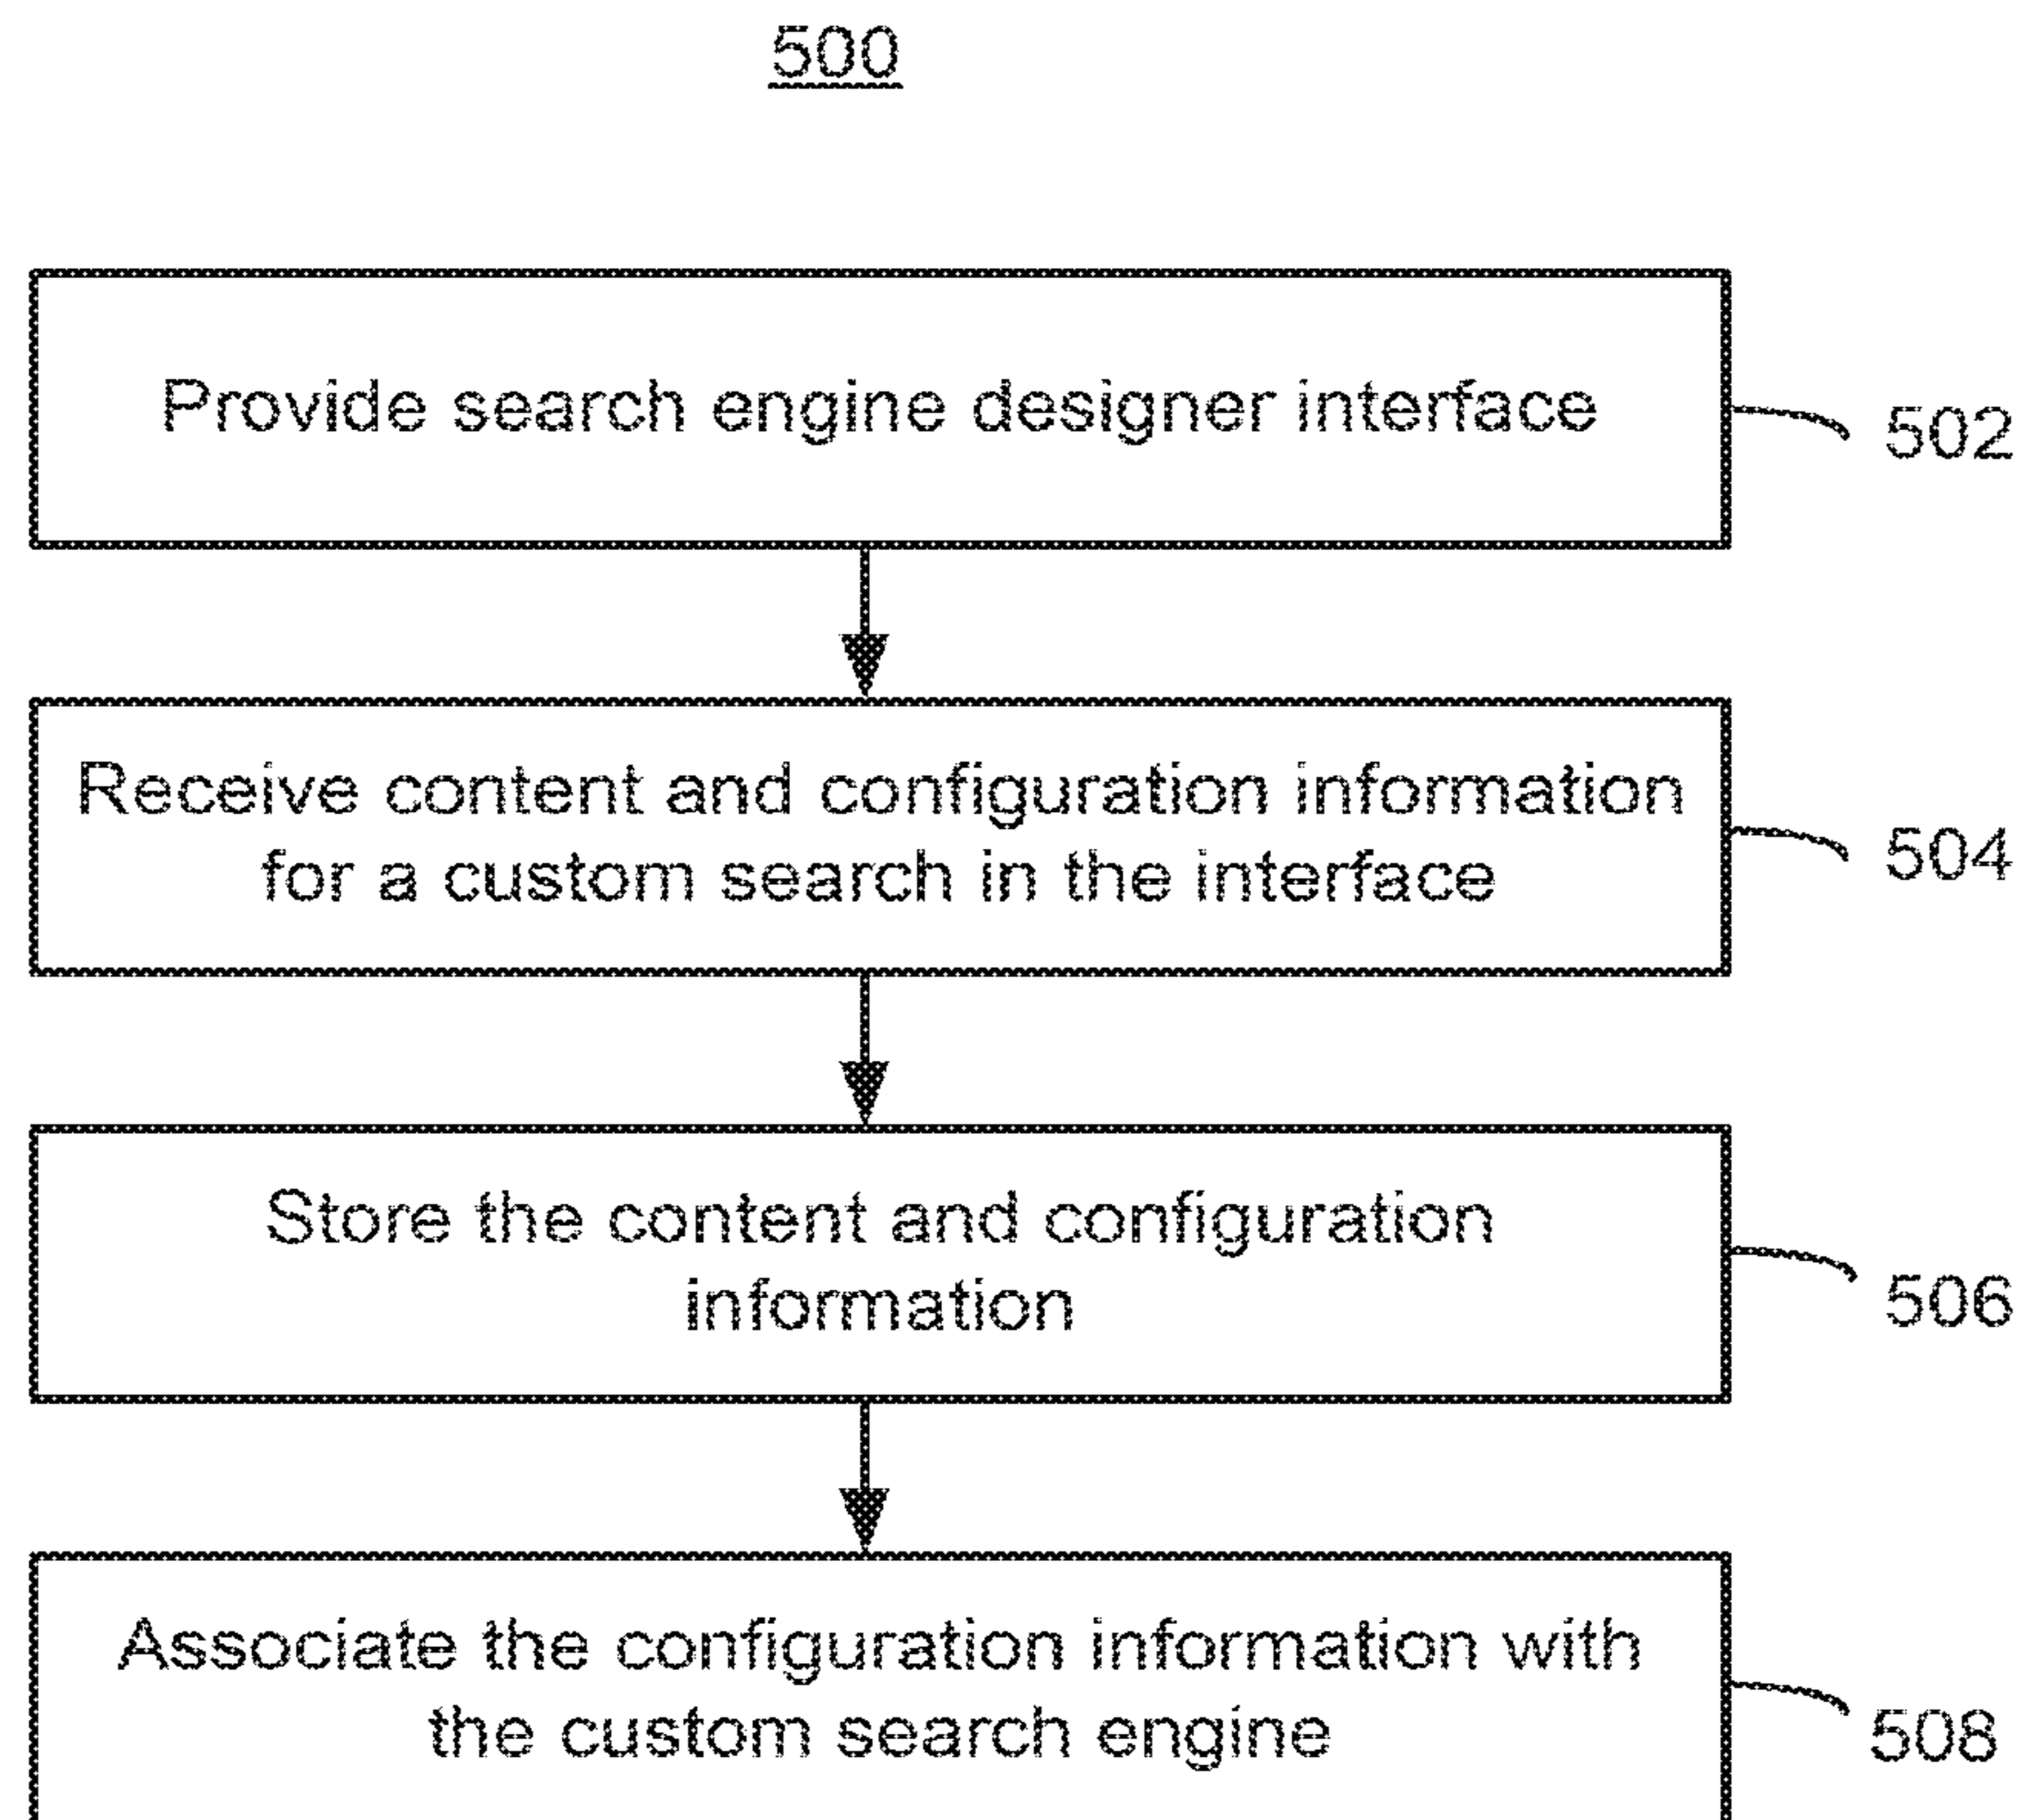 500
Provide search engine designer interface
502
Receive content and configuration information
for a custom search in the interface
504
Store the content and configuration
information
506
Associate the configuration information with
the custom search engine
508